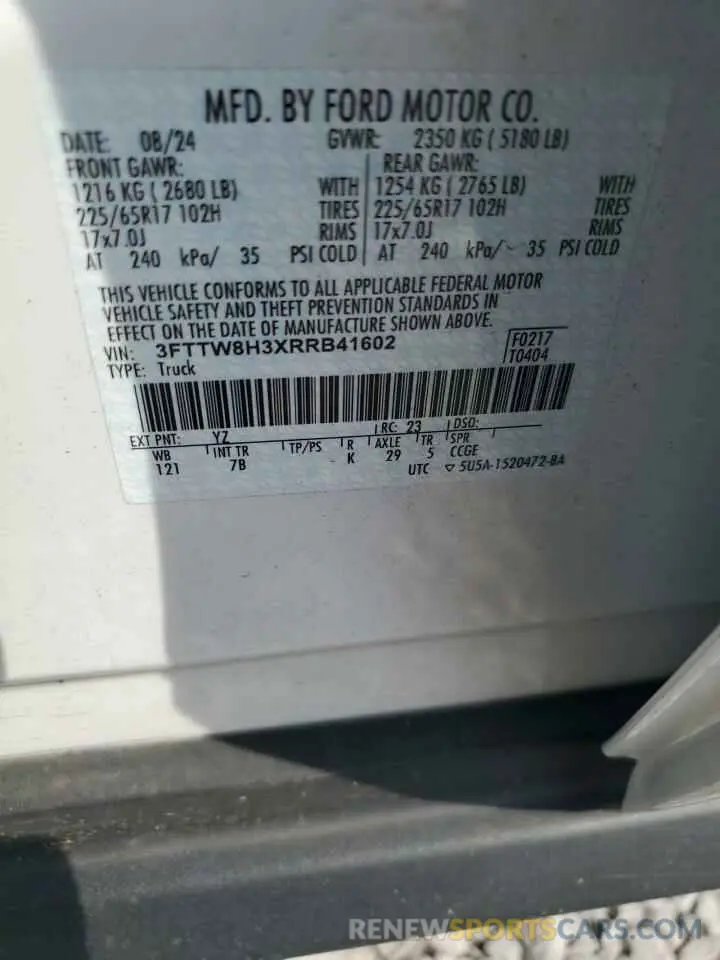 MFD. BY FORD MOTOR CO.
DATE: 08/24 GVWR: 2350 KG ( 5180 LB)
FRONT GAWR: REAR GAWR:
1216 KG ( 2680 LB) WITH 1254 KG ( 2765 LB) WITH
225/65R17 102H TIRES 225/65R17 102H TIRES
17x7.0J RIMS 17x7.0J RIMS
AT 240 kPa/ 35 PSI COLD AT 240 kPa/ 35 PSI COLD
THIS VEHICLE CONFORMS TO ALL APPLICABLE FEDERAL MOTOR
VEHICLE SAFETY AND THEFT PREVENTION STANDARDS IN
EFFECT ON THE DATE OF MANUFACTURE SHOWN ABOVE.
VIN: 3FTTW8H3XRRB41602 F0217
TYPE: Truck T0404
EXT PNT: YZ RC: 23 DSO:
WB INT TR TP/PS R AXLE TR SPR
121 7B K 29 5 CCGE
UTC 5U5A-1520472-BA
RENEWSPORTSCARS.COM